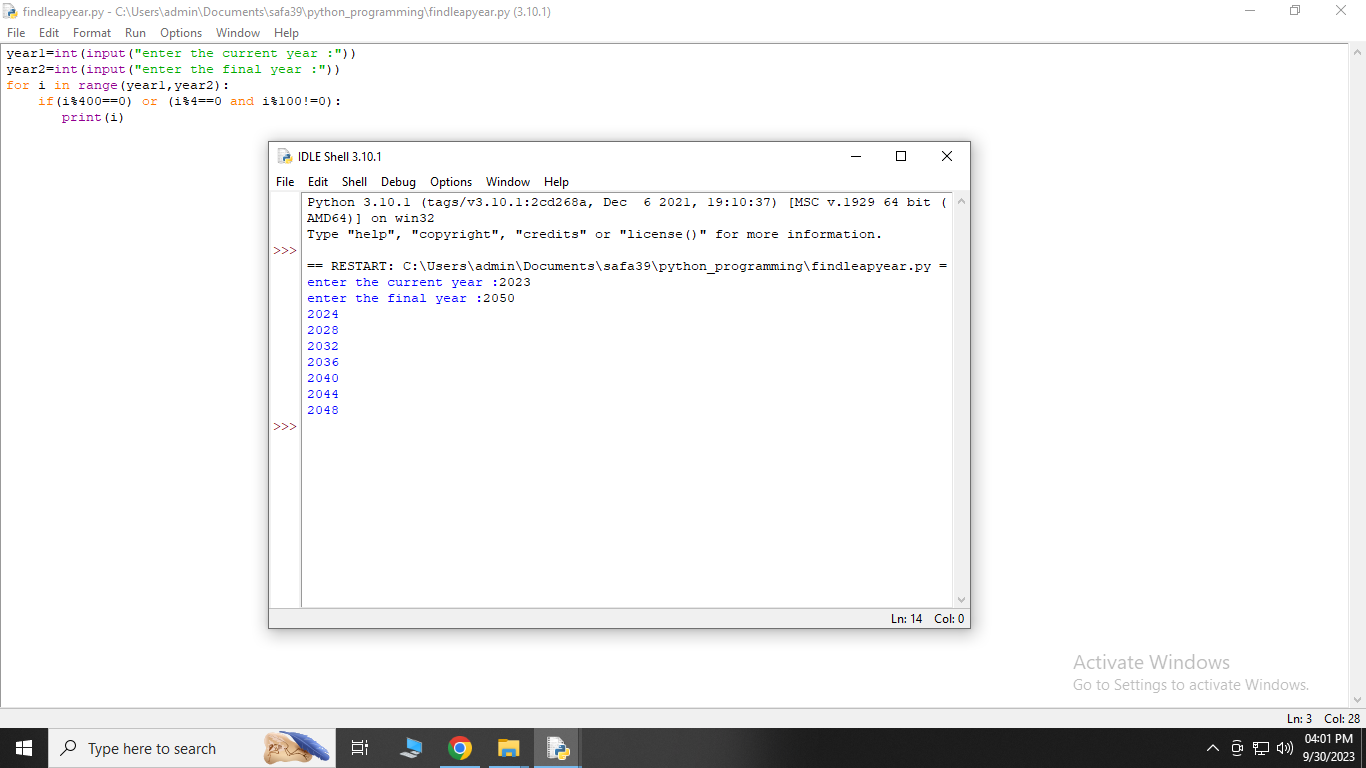 findleapyear.py - C:\Users\admin\Documents\safa39\python_programming\findleapyear.py (3.10.1)
File Edit Format Run Options Window Help
year1=int(input("enter the current year :"))
year2=int(input("enter the final year :"))
for i in range(year1,year2):
    if(i%400==0) or (i%4==0 and i%100!=0):
       print(i)
IDLE Shell 3.10.1
File Edit Shell Debug Options Window Help
Python 3.10.1 (tags/v3.10.1:2cd268a, Dec  6 2021, 19:10:37) [MSC v.1929 64 bit (
AMD64)] on win32
Type "help", "copyright", "credits" or "license()" for more information.
>>>
== RESTART: C:\Users\admin\Documents\safa39\python_programming\findleapyear.py =
enter the current year :2023
enter the final year :2050
2024
2028
2032
2036
2040
2044
2048
>>>
Ln: 14 Col: 0
Activate Windows
Go to Settings to activate Windows.
Ln: 3 Col: 28
Type here to search
04:01 PM
9/30/2023